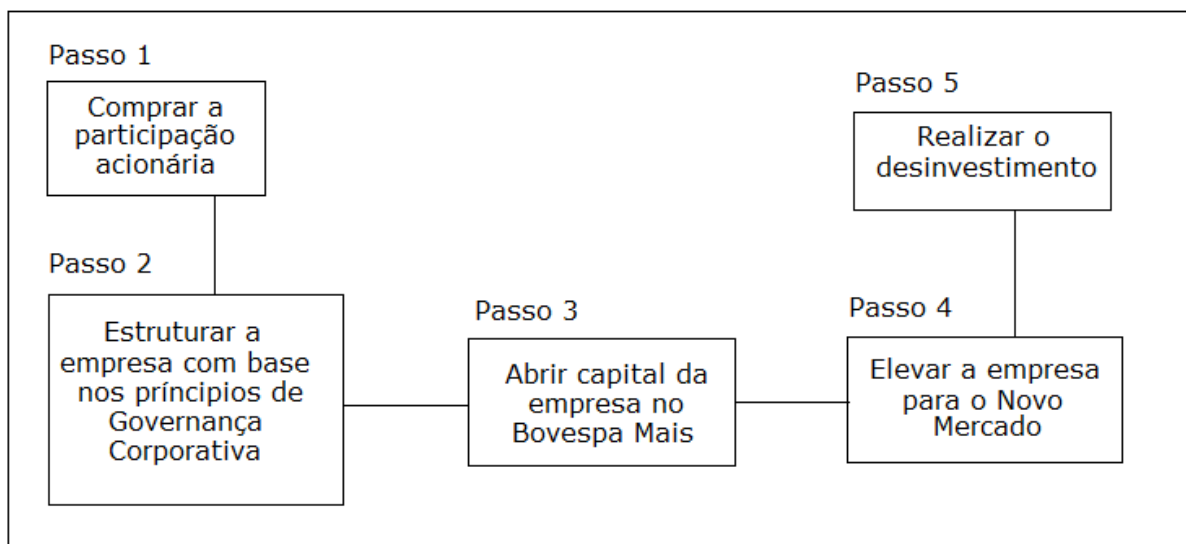 Passo 1
Comprar a
participação
acionária
Passo 2
Estruturar a
empresa com base
nos príncipios de
Governança
Corporativa
Passo 3
Abrir capital da
empresa no
Bovespa Mais
Passo 4
Elevar a empresa
para o Novo
Mercado
Passo 5
Realizar o
desinvestimento